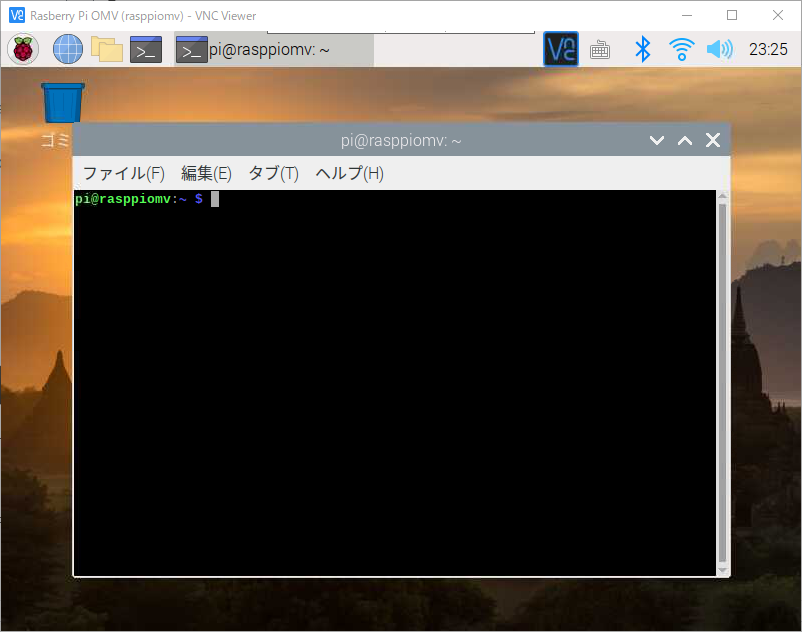 Rasberry Pi OMV (rasppiomv) - VNC Viewer
pi@rasppiomv: ~
23:25
ゴミ
pi@rasppiomv: ~
ファイル(F) 編集(E) タブ(T) ヘルプ(H)
pi@rasppiomv:~ $